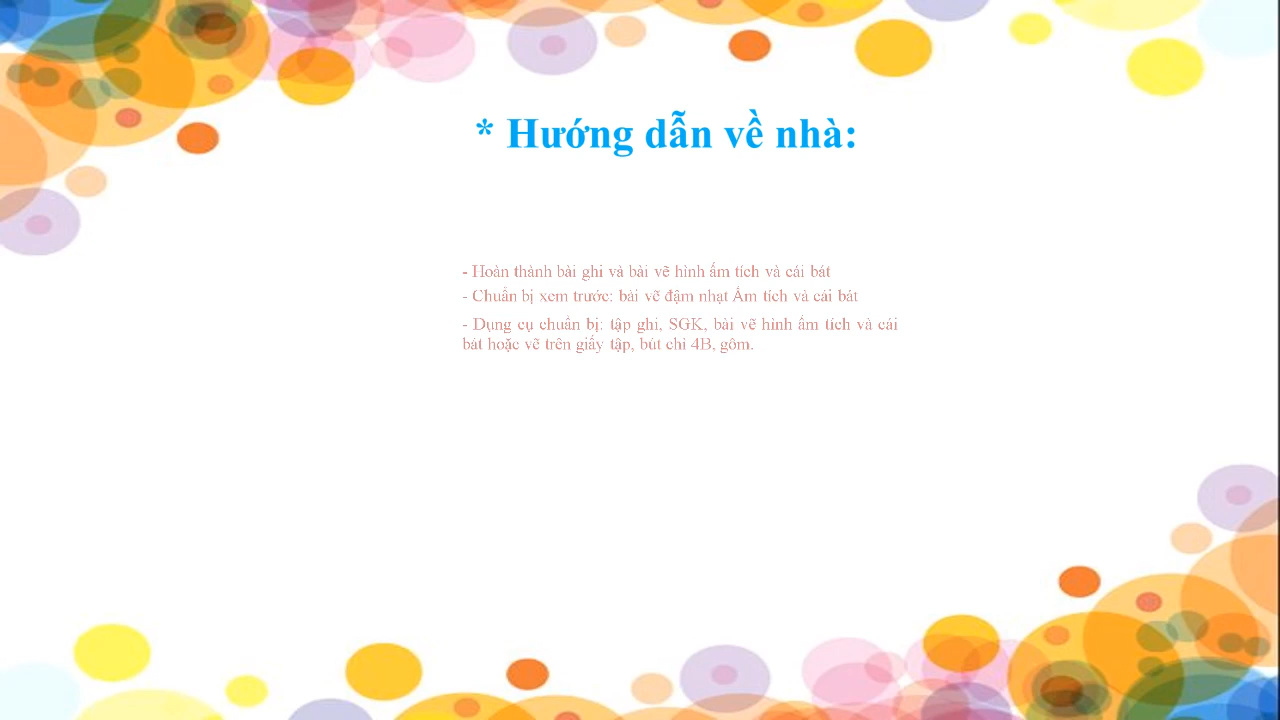 * Hướng dẫn về nhà:
- Hoàn thành bài ghi và bài vẽ hình ấm tích và cái bát
- Chuẩn bị xem trước: bài vẽ đậm nhạt Ấm tích và cái bát
- Dụng cụ chuẩn bị: tập ghi, SGK, bài vẽ hình ấm tích và cái
bát hoặc vẽ trên giấy tập, bút chì 4B, gôm.